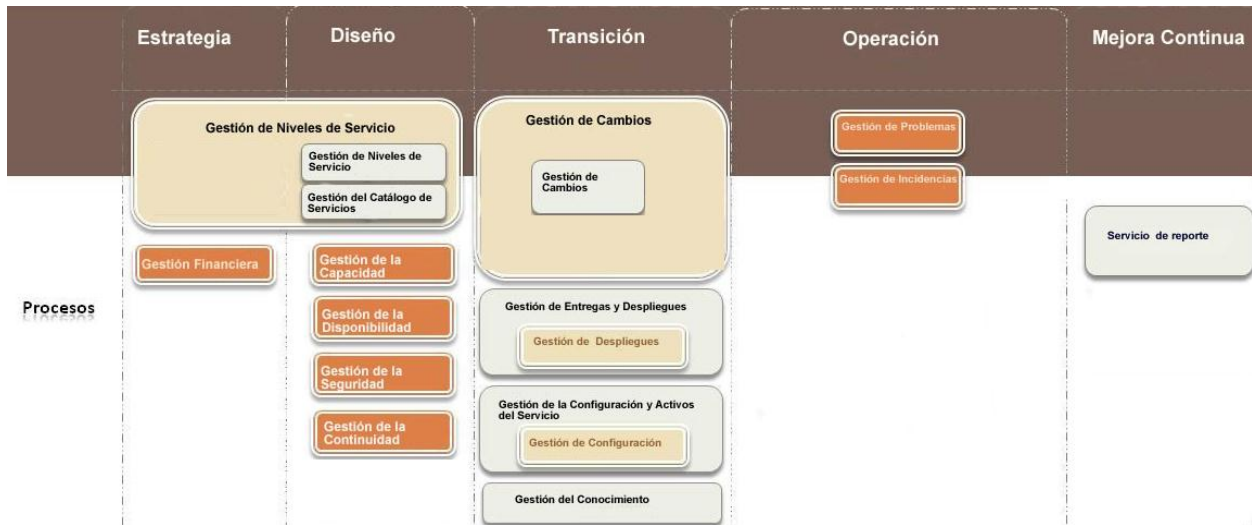 Estrategia
Diseño
Transición
Operación
Mejora Continua
Procesos
Gestión de Niveles de Servicio
Gestión de Niveles de
Servicio
Gestión del Catálogo de
Servicios
Gestión Financiera
Gestión de la
Capacidad
Gestión de la
Disponibilidad
Gestión de la
Seguridad
Gestión de la
Continuidad
Gestión de Cambios
Gestión de
Cambios
Gestión de Entregas y Despliegues
Gestión de Despliegues
Gestión de la Configuración y Activos
del Servicio
Gestión de Configuración
Gestión del Conocimiento
Gestión de Problemas
Gestión de Incidencias
Servicio de reporte